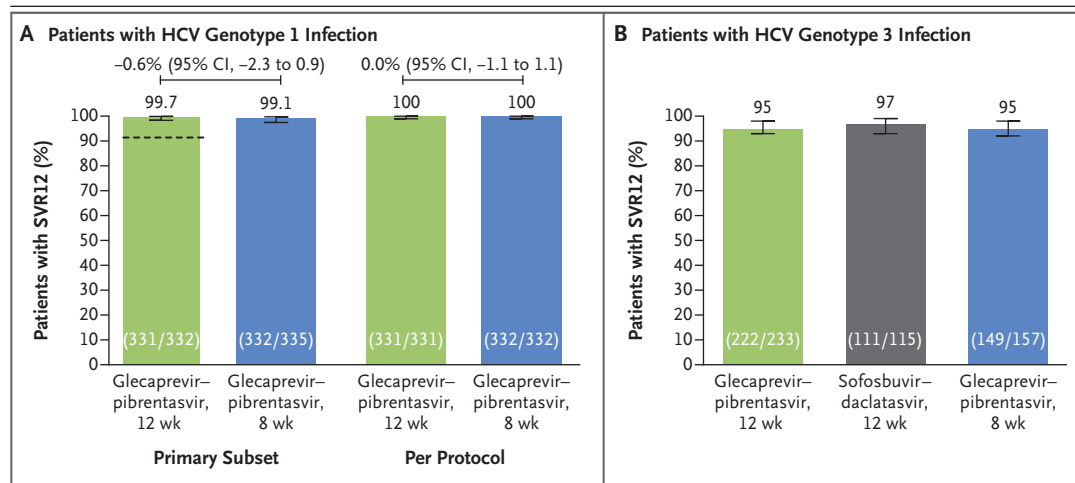 A Patients with HCV Genotype 1 Infection
–0.6% (95% CI, –2.3 to 0.9)
0.0% (95% CI, –1.1 to 1.1)
Patients with SVR12 (%)
100
90
80
70
60
50
40
30
20
10
0
99.7
99.1
100
100
(331/332)
(332/335)
(331/331)
(332/332)
Glecaprevir–
pibrentasvir,
12 wk
Glecaprevir–
pibrentasvir,
8 wk
Glecaprevir–
pibrentasvir,
12 wk
Glecaprevir–
pibrentasvir,
8 wk
Primary Subset
Per Protocol
B Patients with HCV Genotype 3 Infection
Patients with SVR12 (%)
100
90
80
70
60
50
40
30
20
10
0
95
97
95
(222/233)
(111/115)
(149/157)
Glecaprevir–
pibrentasvir,
12 wk
Sofosbuvir–
daclatasvir,
12 wk
Glecaprevir–
pibrentasvir,
8 wk